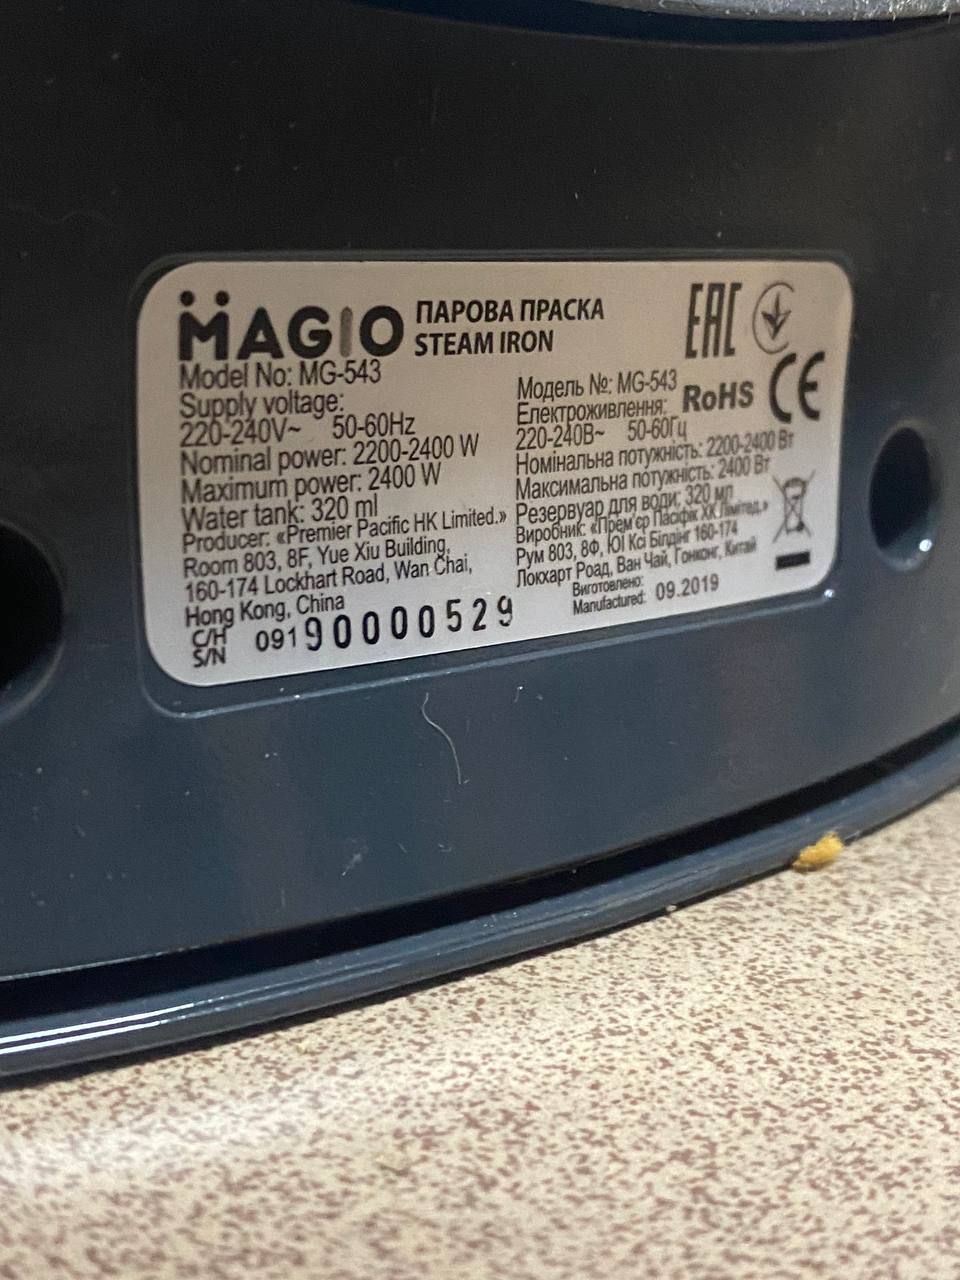 MAGIO
ПАРОВА ПРАСКА
STEAM IRON
EAC
CE
RoHS
Model No: MG-543
Supply voltage:
220-240V~ 50-60Hz
Nominal power: 2200-2400 W
Maximum power: 2400 W
Water tank: 320 ml
Producer: «Premier Pacific HK Limited.»
Room 803, 8F, Yue Xiu Building,
160-174 Lockhart Road, Wan Chai,
Hong Kong, China
Модель №: MG-543
Електроживлення:
220-240В~ 50-60Гц
Номінальна потужність: 2200-2400 Вт
Максимальна потужність: 2400 Вт
Резервуар для води: 320 мл
Виробник: «Прем'єр Пасіфік ХК Лімітед.»
Рум 803, 8Ф, ЮІ Ксі Білдінг 160-174
Локхарт Роад, Ван Чай, Гонконг, Китай
Виготовлено:
Manufactured: 09.2019
С/Н
S/N 09190000529